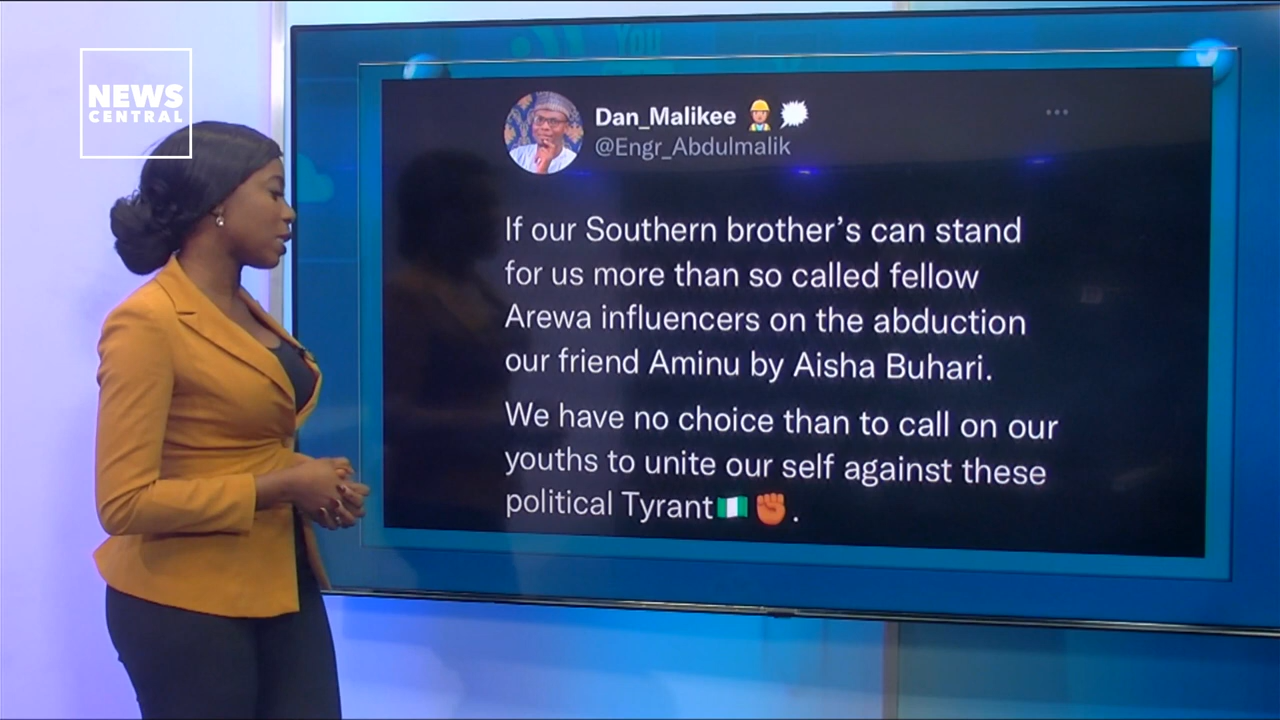 NEWS
CENTRAL
YOU
Dan_Malikee 👷💥
@Engr_Abdulmalik
If our Southern brother’s can stand
for us more than so called fellow
Arewa influencers on the abduction
our friend Aminu by Aisha Buhari.
We have no choice than to call on our
youths to unite our self against these
political Tyrant🇳🇬✊🏾.